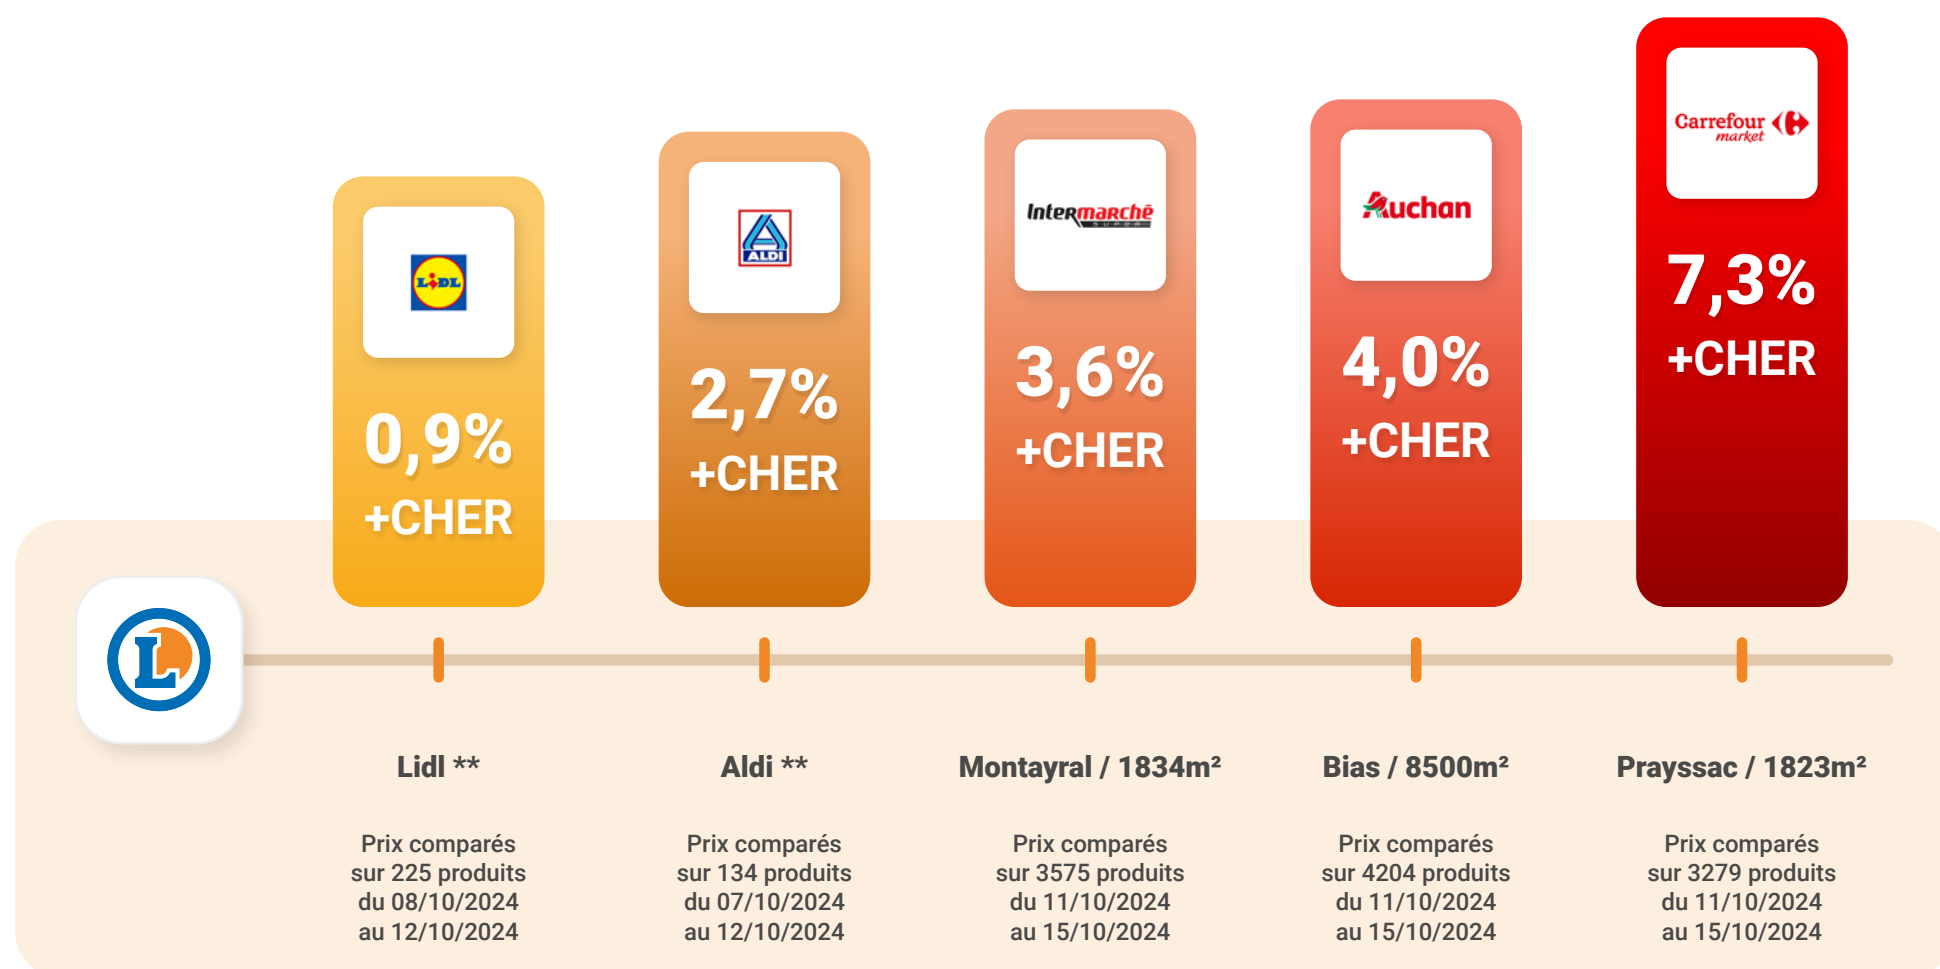 LIDL
0,9%
+CHER
ALDI
2,7%
+CHER
Intermarchē
SUPER
3,6%
+CHER
Auchan
4,0%
+CHER
Carrefour
market
7,3%
+CHER
L
Lidl **
Prix comparés
sur 225 produits
du 08/10/2024
au 12/10/2024
Aldi **
Prix comparés
sur 134 produits
du 07/10/2024
au 12/10/2024
Montayral / 1834m²
Prix comparés
sur 3575 produits
du 11/10/2024
au 15/10/2024
Bias / 8500m²
Prix comparés
sur 4204 produits
du 11/10/2024
au 15/10/2024
Prayssac / 1823m²
Prix comparés
sur 3279 produits
du 11/10/2024
au 15/10/2024